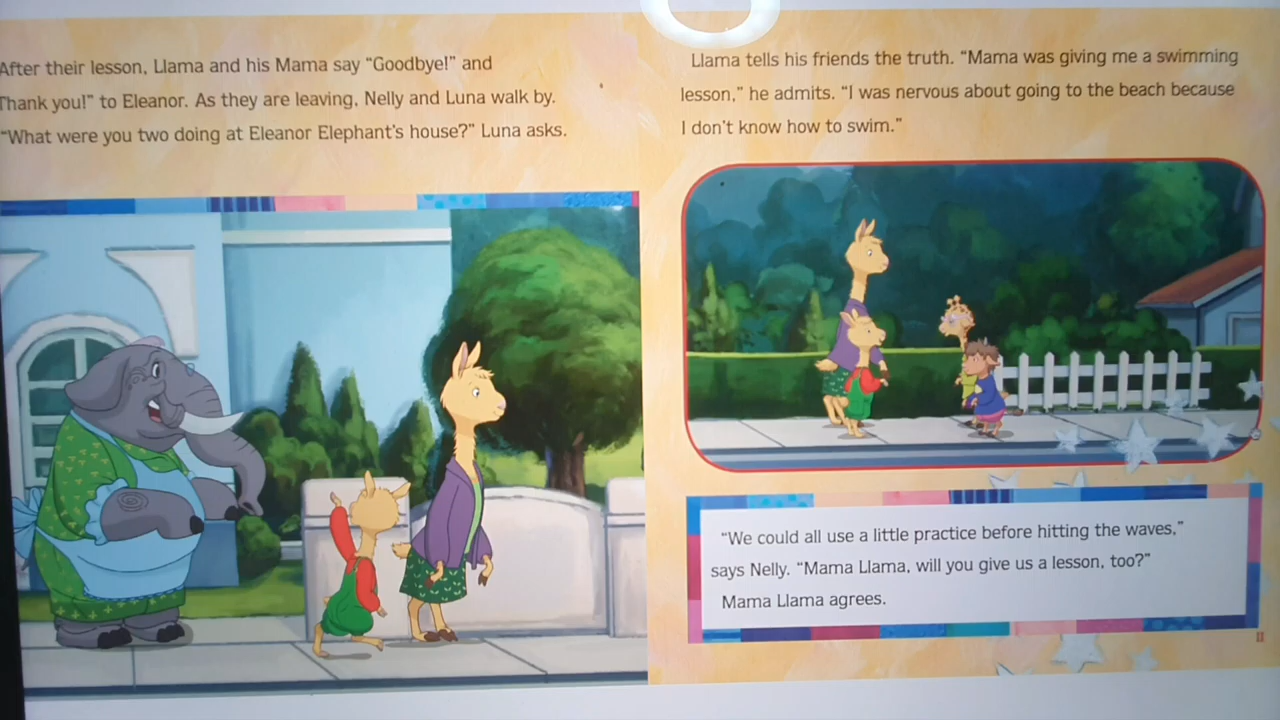 After their lesson, Llama and his Mama say “Goodbye!” and
Thank you!” to Eleanor. As they are leaving, Nelly and Luna walk by.
“What were you two doing at Eleanor Elephant’s house?” Luna asks.
Llama tells his friends the truth. “Mama was giving me a swimming
lesson,” he admits. “I was nervous about going to the beach because
I don’t know how to swim.”
“We could all use a little practice before hitting the waves,”
says Nelly. “Mama Llama, will you give us a lesson, too?”
Mama Llama agrees.
11